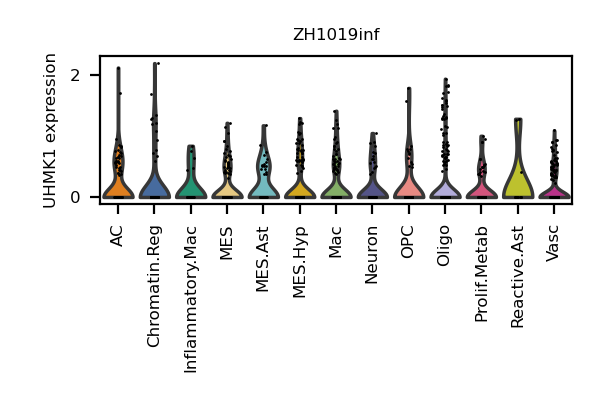 ZH1019inf
UHMK1 expression
2
0
AC
Chromatin.Reg
Inflammatory.Mac
MES
MES.Ast
MES.Hyp
Mac
Neuron
OPC
Oligo
Prolif.Metab
Reactive.Ast
Vasc